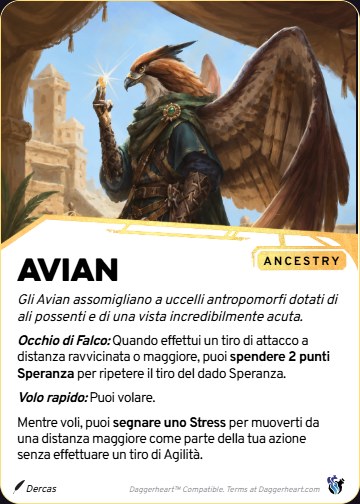 ANCESTRY
AVIAN
Gli Avian assomigliano a uccelli antropomorfi dotati di
ali possenti e di una vista incredibilmente acuta.
Occhio di Falco: Quando effettui un tiro di attacco a
distanza ravvicinata o maggiore, puoi spendere 2 punti
Speranza per ripetere il tiro del dado Speranza.
Volo rapido: Puoi volare.
Mentre voli, puoi segnare uno Stress per muoverti da
una distanza maggiore come parte della tua azione
senza effettuare un tiro di Agilità.
Dercas
Daggerheart™ Compatible. Terms at Daggerheart.com